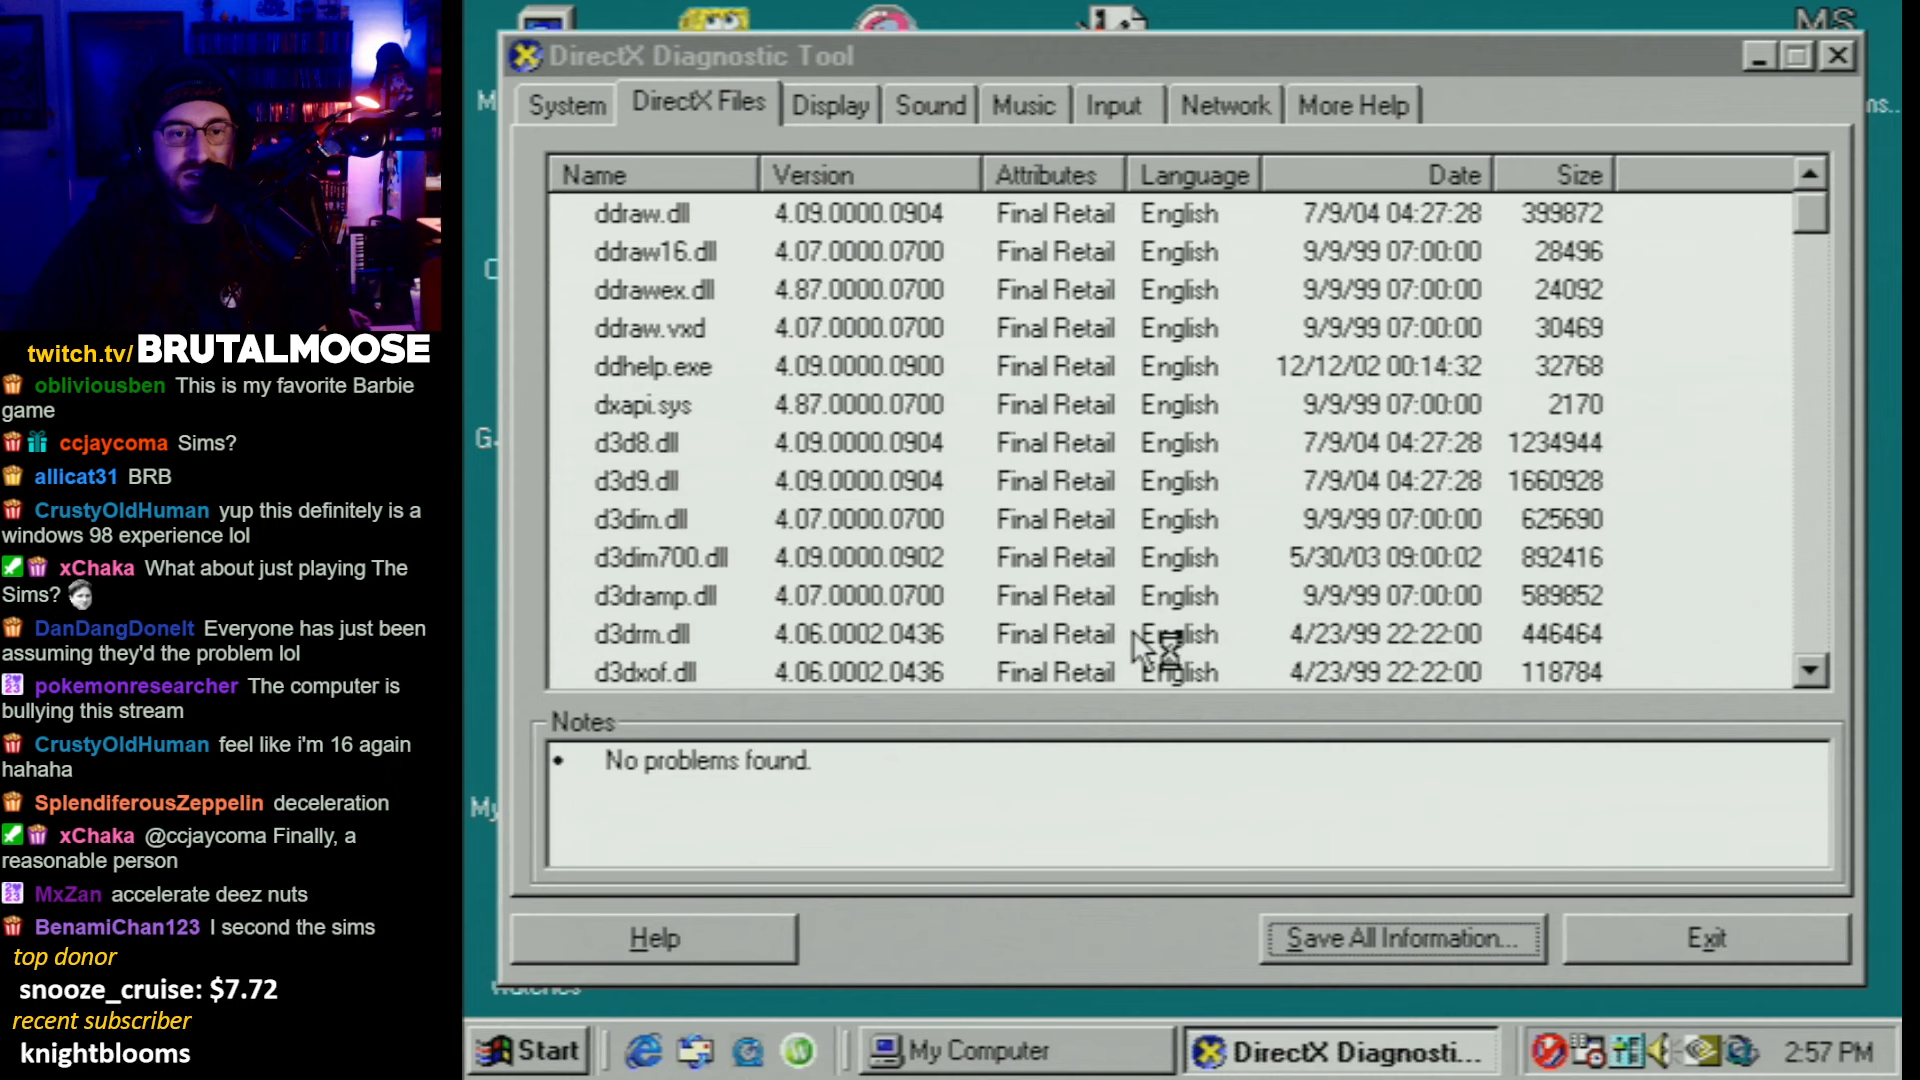 twitch.tv/BRUTALMOOSE
obliviousben This is my favorite Barbie
game
ccjaycoma Sims?
allicat31 BRB
CrustyOldHuman yup this definitely is a
windows 98 experience lol
xChaka What about just playing The
Sims?
DanDangDonelt Everyone has just been
assuming they'd the problem lol
pokemonresearcher The computer is
bullying this stream
CrustyOldHuman feel like i'm 16 again
hahaha
SplendiferousZeppelin deceleration
xChaka @ccjaycoma Finally, a
reasonable person
MxZan accelerate deez nuts
BenamiChan123 I second the sims
top donor
snooze_cruise: $7.72
recent subscriber
knightblooms
MS
DirectX Diagnostic Tool
System DirectX Files Display Sound Music Input Network More Help
Name Version Attributes Language Date Size
ddraw.dll 4.09.0000.0904 Final Retail English 7/9/04 04:27:28 399872
ddraw16.dll 4.07.0000.0700 Final Retail English 9/9/99 07:00:00 28496
ddrawex.dll 4.87.0000.0700 Final Retail English 9/9/99 07:00:00 24092
ddraw.vxd 4.07.0000.0700 Final Retail English 9/9/99 07:00:00 30469
ddhelp.exe 4.09.0000.0900 Final Retail English 12/12/02 00:14:32 32768
dxapi.sys 4.87.0000.0700 Final Retail English 9/9/99 07:00:00 2170
d3d8.dll 4.09.0000.0904 Final Retail English 7/9/04 04:27:28 1234944
d3d9.dll 4.09.0000.0904 Final Retail English 7/9/04 04:27:28 1660928
d3dim.dll 4.07.0000.0700 Final Retail English 9/9/99 07:00:00 625690
d3dim700.dll 4.09.0000.0902 Final Retail English 5/30/03 09:00:02 892416
d3dramp.dll 4.07.0000.0700 Final Retail English 9/9/99 07:00:00 589852
d3drm.dll 4.06.0002.0436 Final Retail English 4/23/99 22:22:00 446464
d3dxof.dll 4.06.0002.0436 Final Retail English 4/23/99 22:22:00 118784
Notes
• No problems found.
Help Save All Information... Exit
Start My Computer DirectX Diagnosti... 2:57 PM